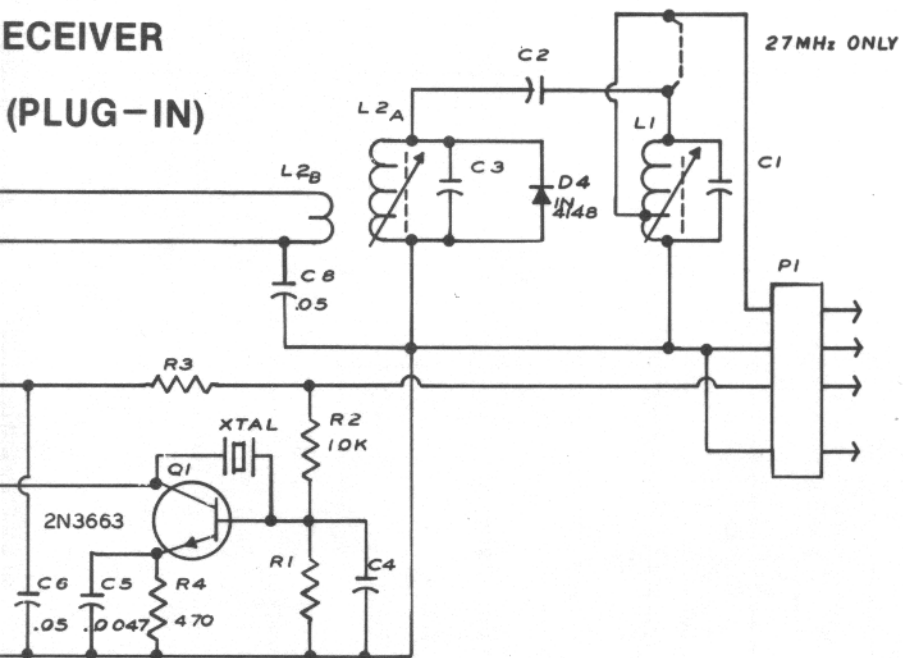 ECEIVER
(PLUG-IN)
27MHz ONLY
C2
L2A
L1
C1
C3
D4
1N
4148
L2B
C8
.05
P1
R3
XTAL
R2
10K
Q1
2N3663
R1
C4
C6
.05
C5
.0047
R4
470